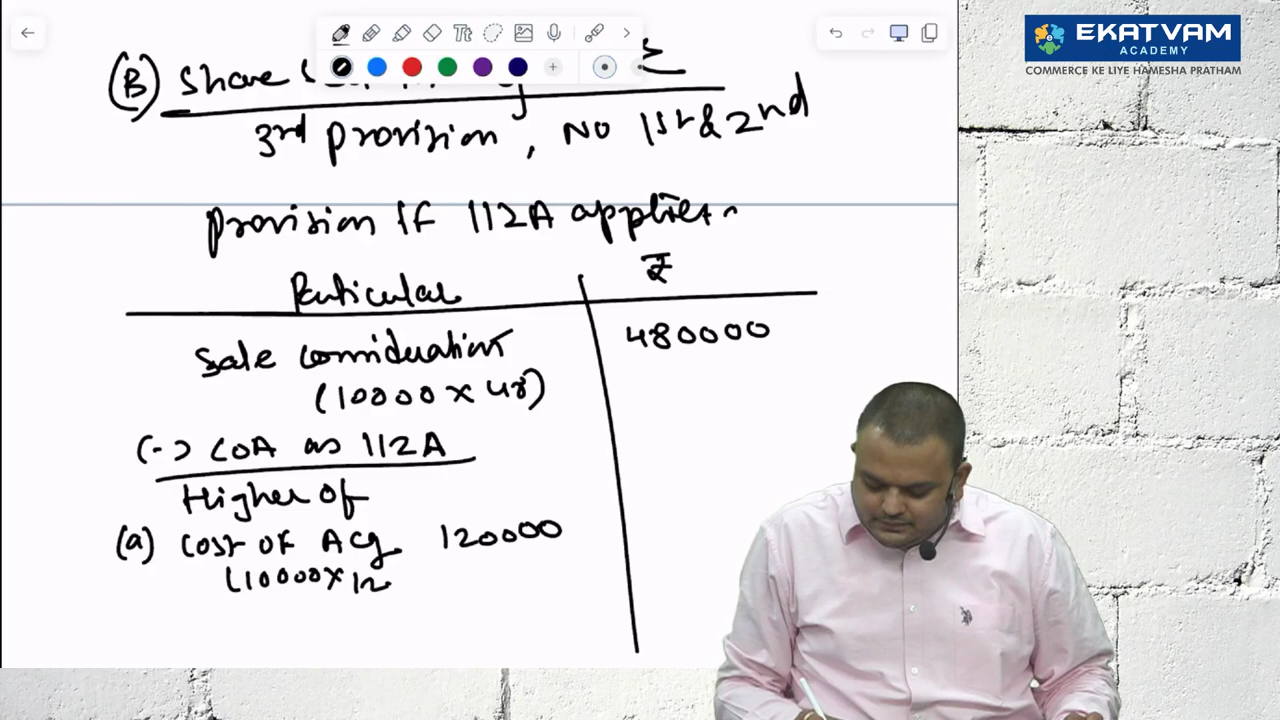 EKATVAM
ACADEMY
COMMERCE KE LIYE HAMESHA PRATHAM
Tt
(B) Share
3rd provision, No 1st & 2nd
provision if 112A applies
Particular ₹
Sale consideration 480000
(10000 x 48)
(-) COA as 112A
Higher of
(a) Cost of Acq. 120000
(10000 x 12